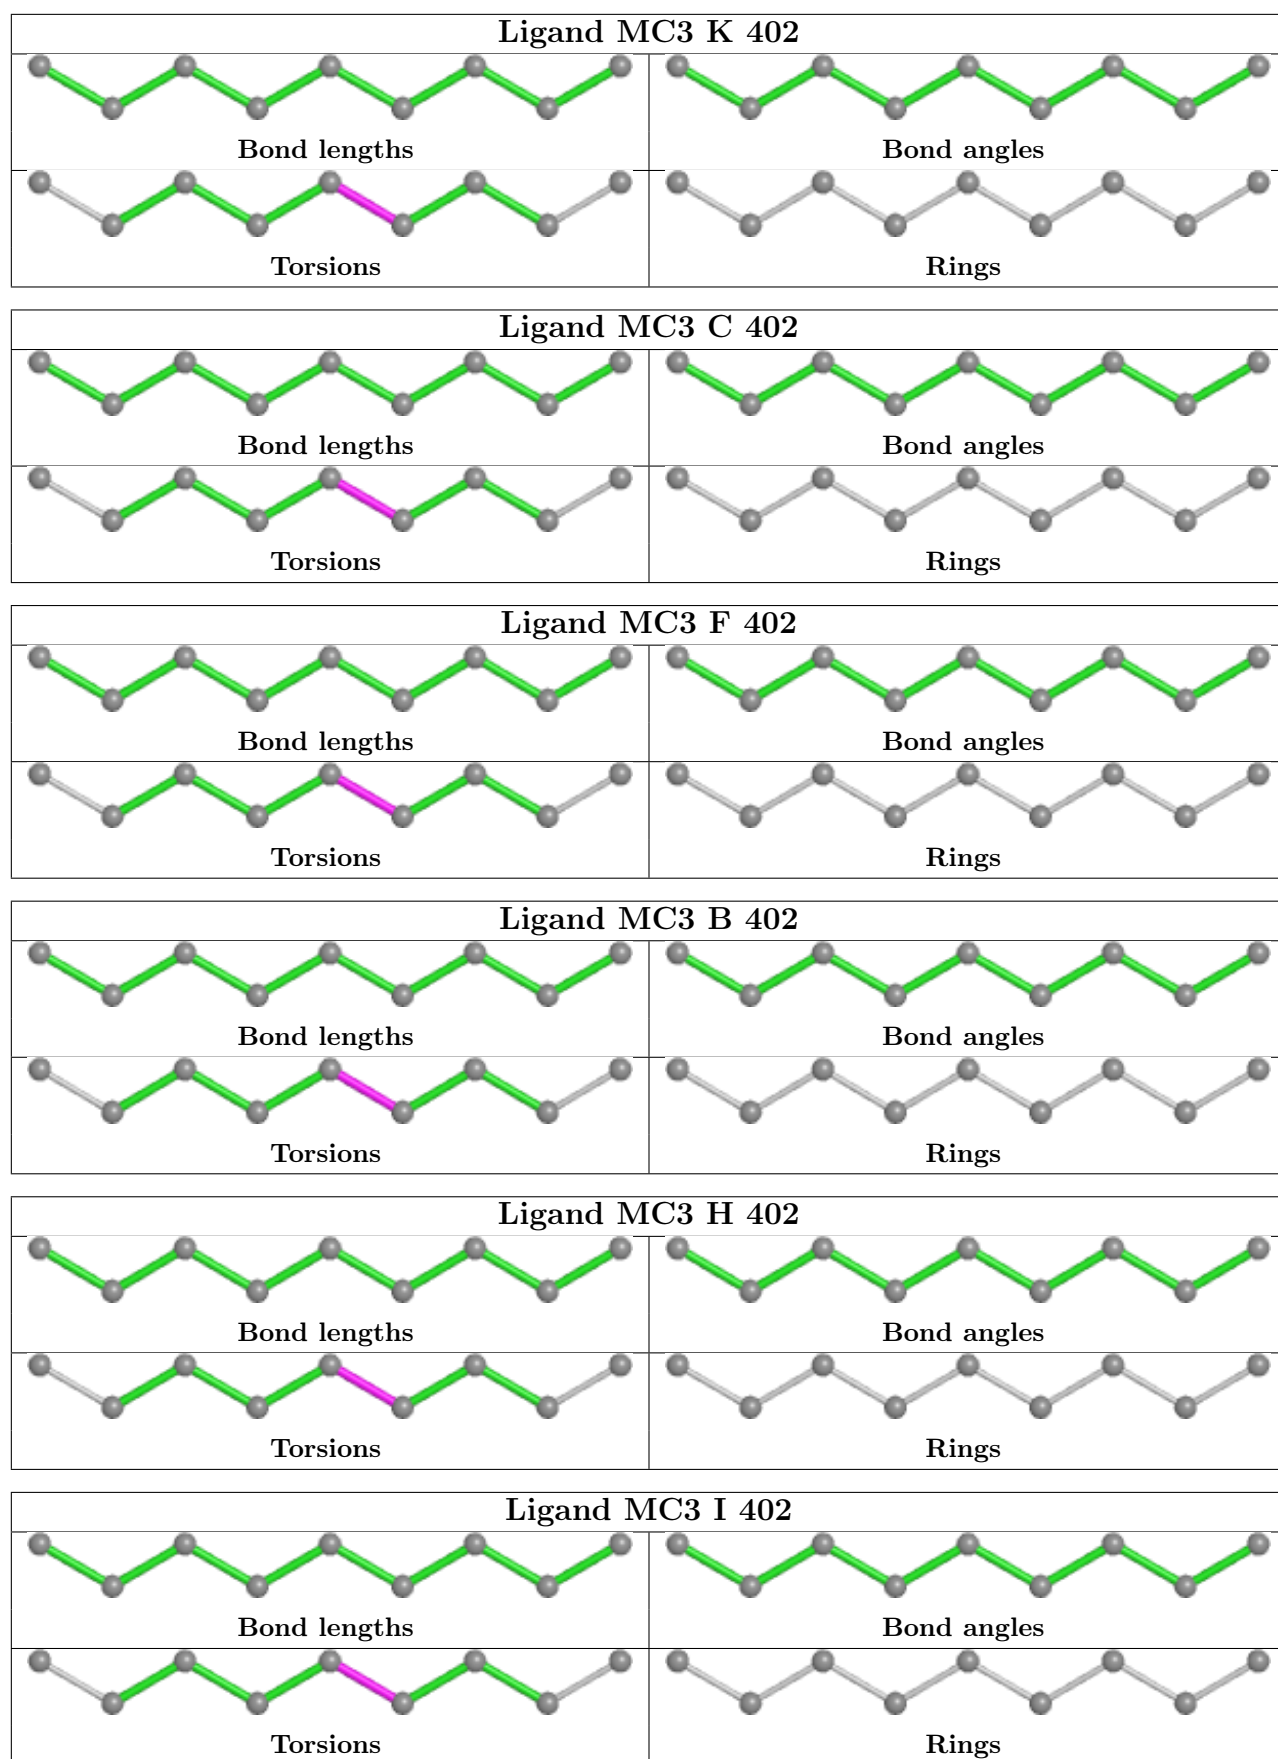 Ligand MC3 K 402
Bond lengths Bond angles
Torsions Rings
Ligand MC3 C 402
Bond lengths Bond angles
Torsions Rings
Ligand MC3 F 402
Bond lengths Bond angles
Torsions Rings
Ligand MC3 B 402
Bond lengths Bond angles
Torsions Rings
Ligand MC3 H 402
Bond lengths Bond angles
Torsions Rings
Ligand MC3 I 402
Bond lengths Bond angles
Torsions Rings